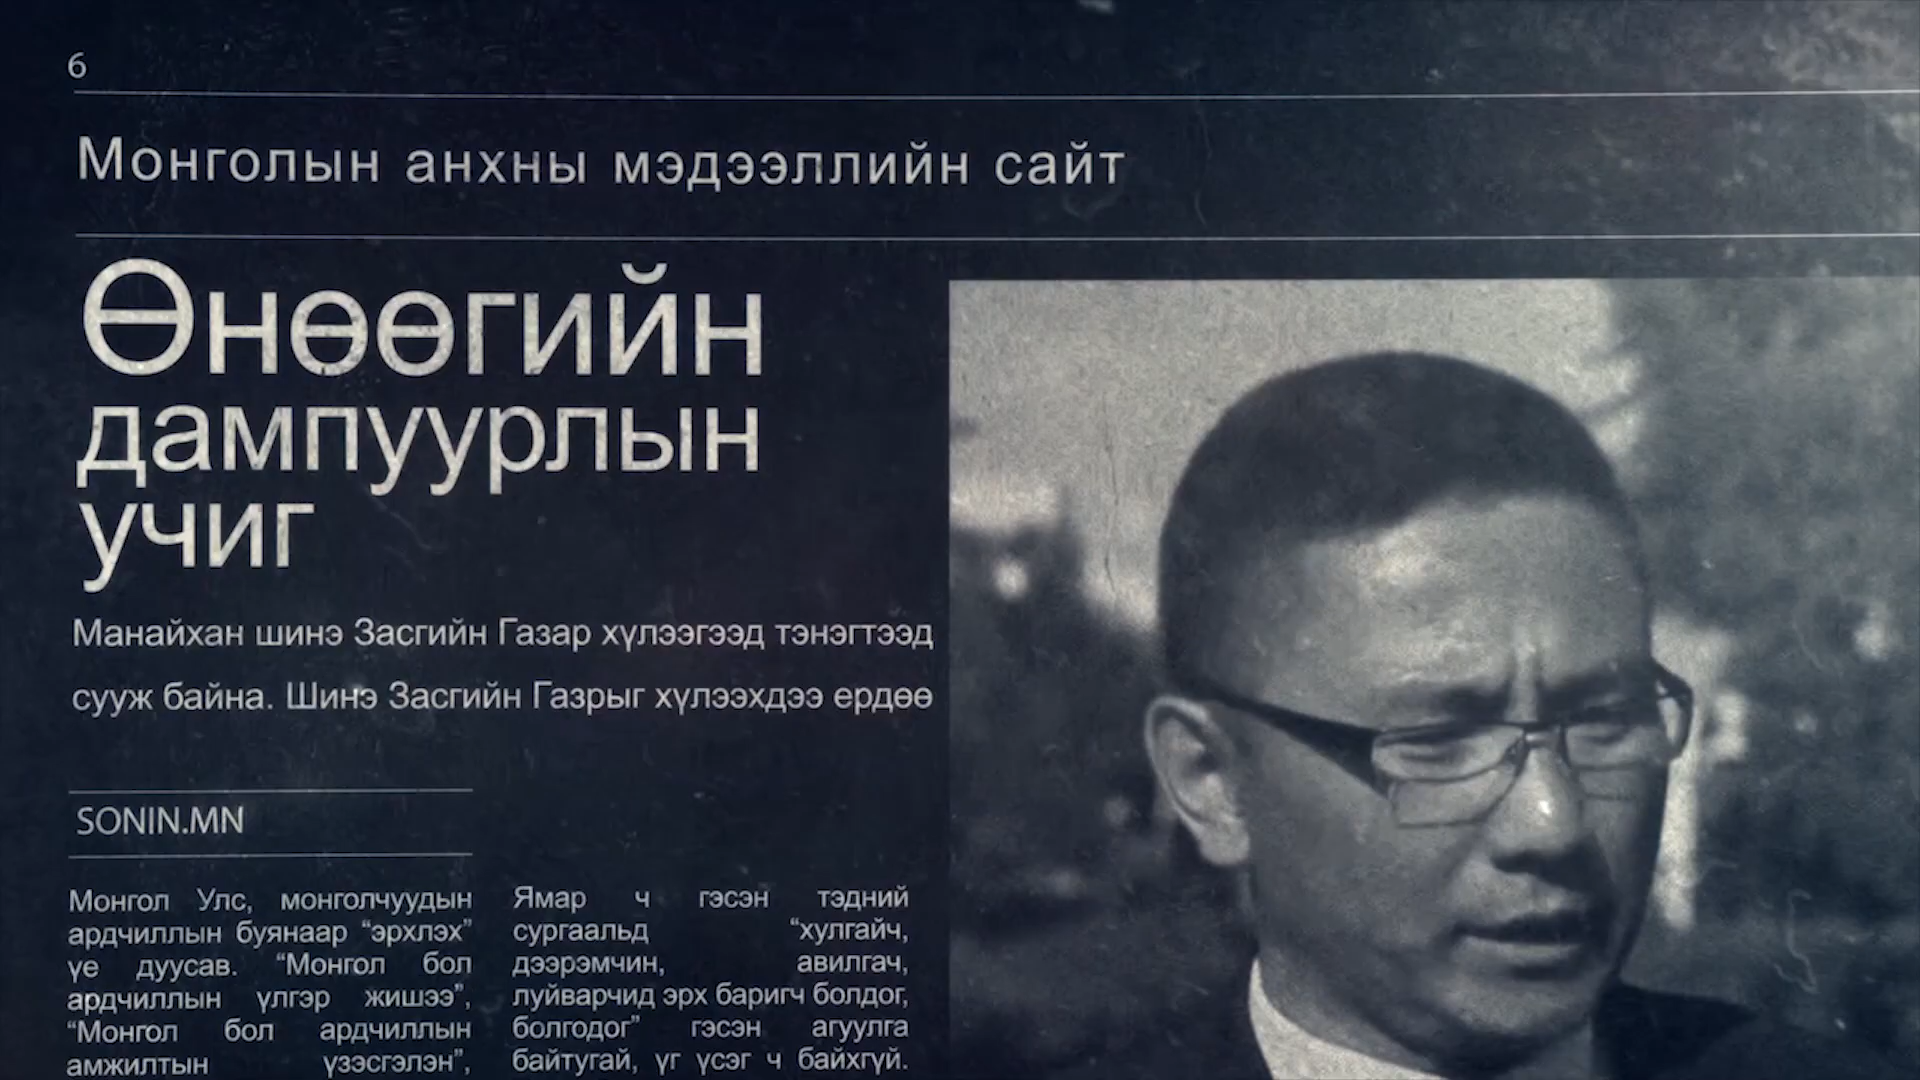 6
Монголын анхны мэдээллийн сайт
Өнөөгийн
дампуурлын
учиг
Манайхан шинэ Засгийн Газар хүлээгээд тэнэгтээд
сууж байна. Шинэ Засгийн Газрыг хүлээхдээ ердөө
SONIN.MN
Монгол Улс, монголчуудын
ардчиллын буянаар “эрхлэх”
үе дуусав. “Монгол бол
ардчиллын үлгэр жишээ”,
“Монгол бол ардчиллын
амжилтын үзэсгэлэн”,
Ямар ч гэсэн тэдний
сургаальд “хулгайч,
дээрэмчин, авилгач,
луйварчид эрх баригч болдог,
болгодог” гэсэн агуулга
байтугай, үг үсэг ч байхгүй.